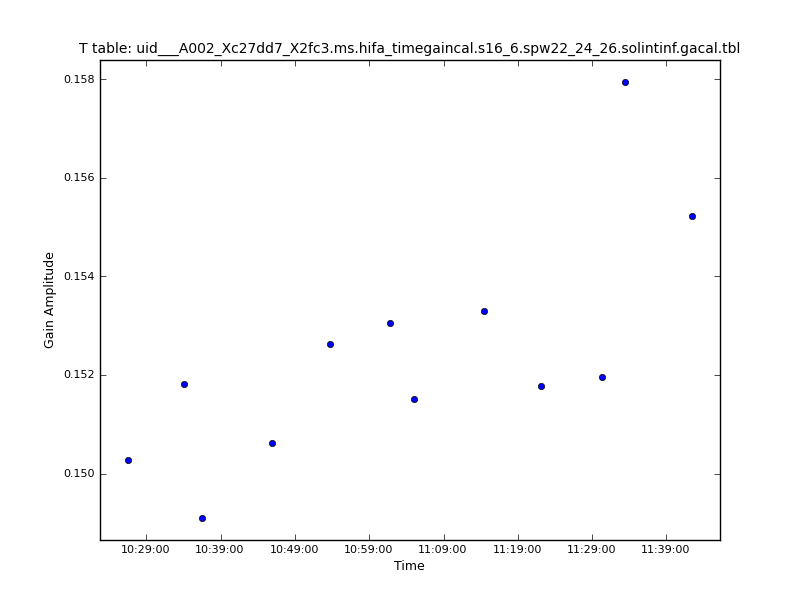 T table: uid___A002_Xc27dd7_X2fc3.ms.hifa_timegaincal.s16_6.spw22_24_26.solintinf.gacal.tbl
0.158
0.156
0.154
0.152
0.150
Gain Amplitude
10:29:00 10:39:00 10:49:00 10:59:00 11:09:00 11:19:00 11:29:00 11:39:00
Time